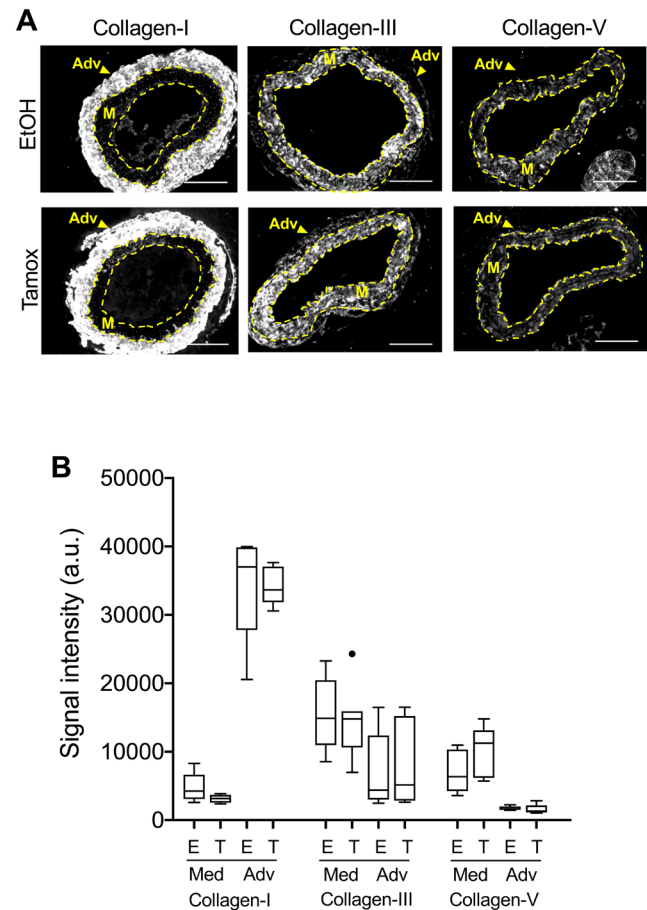 A
Collagen-I Collagen-III Collagen-V
EtOH
Adv M
M Adv
Adv M
Tamox
Adv M
Adv M
Adv M
B
Signal intensity (a.u.)
50000
40000
30000
20000
10000
0
E T E T E T E T E T E T
Med Adv Med Adv Med Adv
Collagen-I Collagen-III Collagen-V